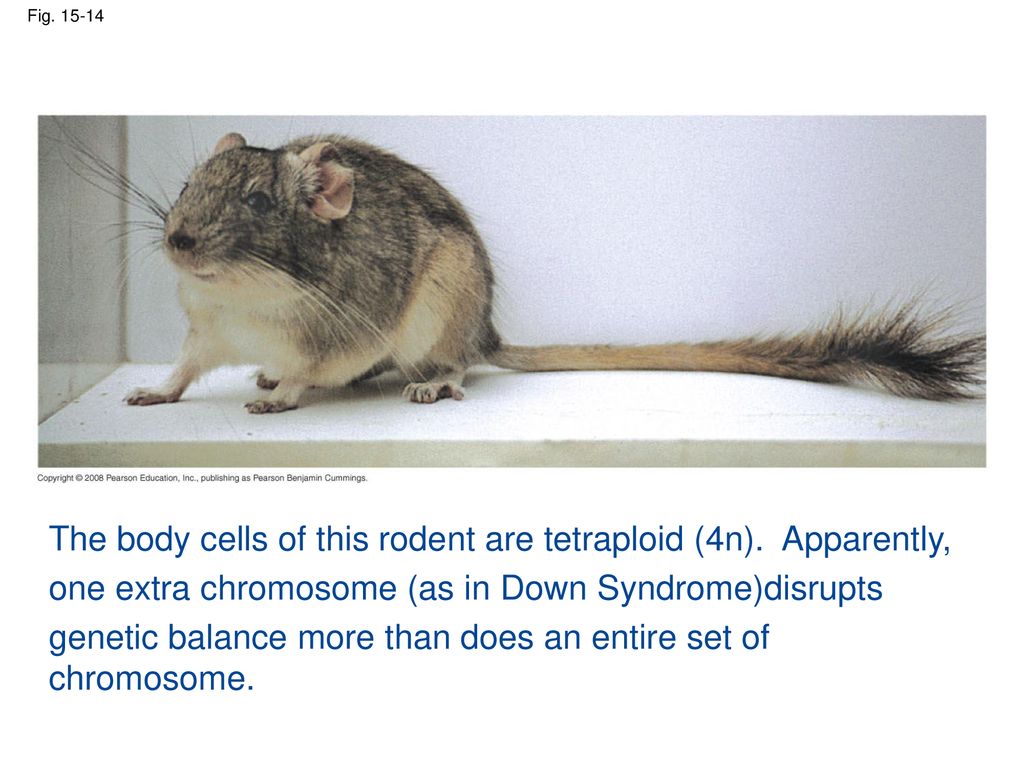 Fig. 15-14
Copyright © 2008 Pearson Education, Inc., publishing as Pearson Benjamin Cummings.
The body cells of this rodent are tetraploid (4n).  Apparently,
one extra chromosome (as in Down Syndrome)disrupts
genetic balance more than does an entire set of
chromosome.